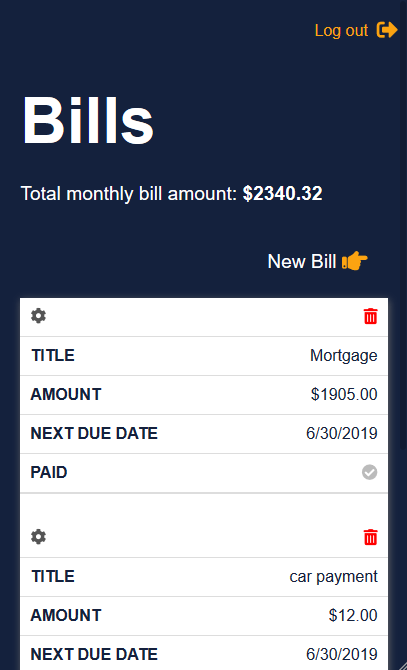 Log out
Bills
Total monthly bill amount: $2340.32
New Bill
TITLE Mortgage
AMOUNT $1905.00
NEXT DUE DATE 6/30/2019
PAID
TITLE car payment
AMOUNT $12.00
NEXT DUE DATE 6/30/2019